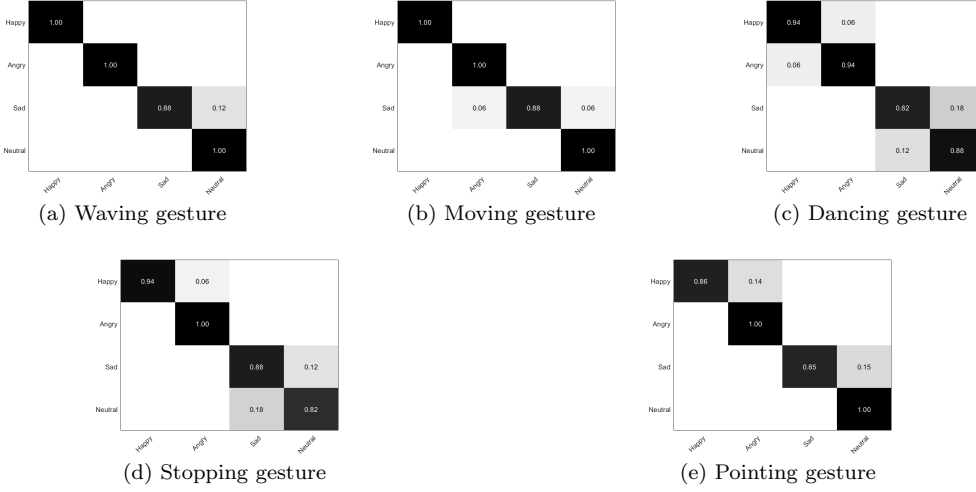 Happy 1.00
Angry 1.00
Sad 0.88 0.12
Neutral 1.00
Happy Angry Sad Neutral
(a) Waving gesture
Happy 1.00
Angry 1.00
Sad 0.06 0.88 0.06
Neutral 1.00
Happy Angry Sad Neutral
(b) Moving gesture
Happy 0.94 0.06
Angry 0.06 0.94
Sad 0.82 0.18
Neutral 0.12 0.88
Happy Angry Sad Neutral
(c) Dancing gesture
Happy 0.94 0.06
Angry 1.00
Sad 0.88 0.12
Neutral 0.18 0.82
Happy Angry Sad Neutral
(d) Stopping gesture
Happy 0.86 0.14
Angry 1.00
Sad 0.85 0.15
Neutral 1.00
Happy Angry Sad Neutral
(e) Pointing gesture